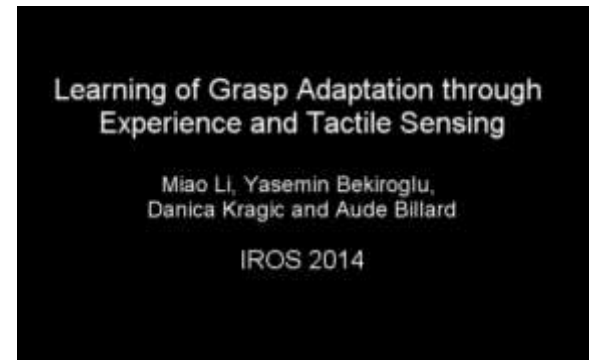 Learning of Grasp Adaptation through
Experience and Tactile Sensing
Miao Li, Yasemin Bekiroglu,
Danica Kragic and Aude Billard
IROS 2014